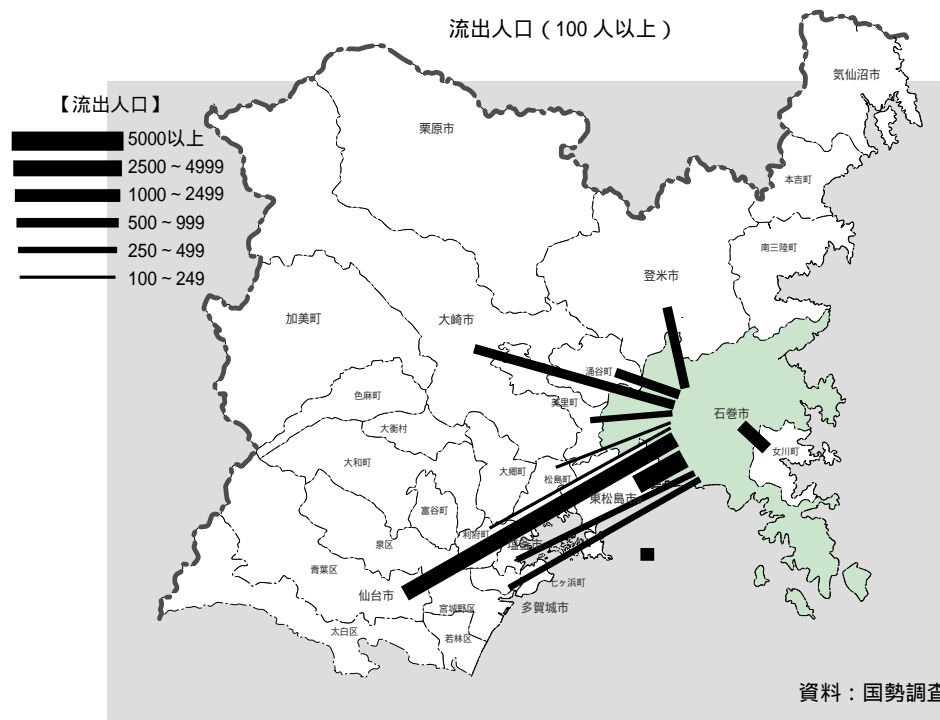 流出人口（100 人以上）
【流出人口】
5000以上
2500～4999
1000～2499
500～999
250～499
100～249
気仙沼市
栗原市
本吉町
南三陸町
登米市
加美町
大崎市
涌谷町
色麻町
美里町
石巻市
大衡村
女川町
大和町
大郷町
松島町
東松島市
富谷町
利府町
泉区
塩釜市
青葉区
七ヶ浜町
仙台市
宮城野区
多賀城市
太白区
若林区
資料：国勢調査